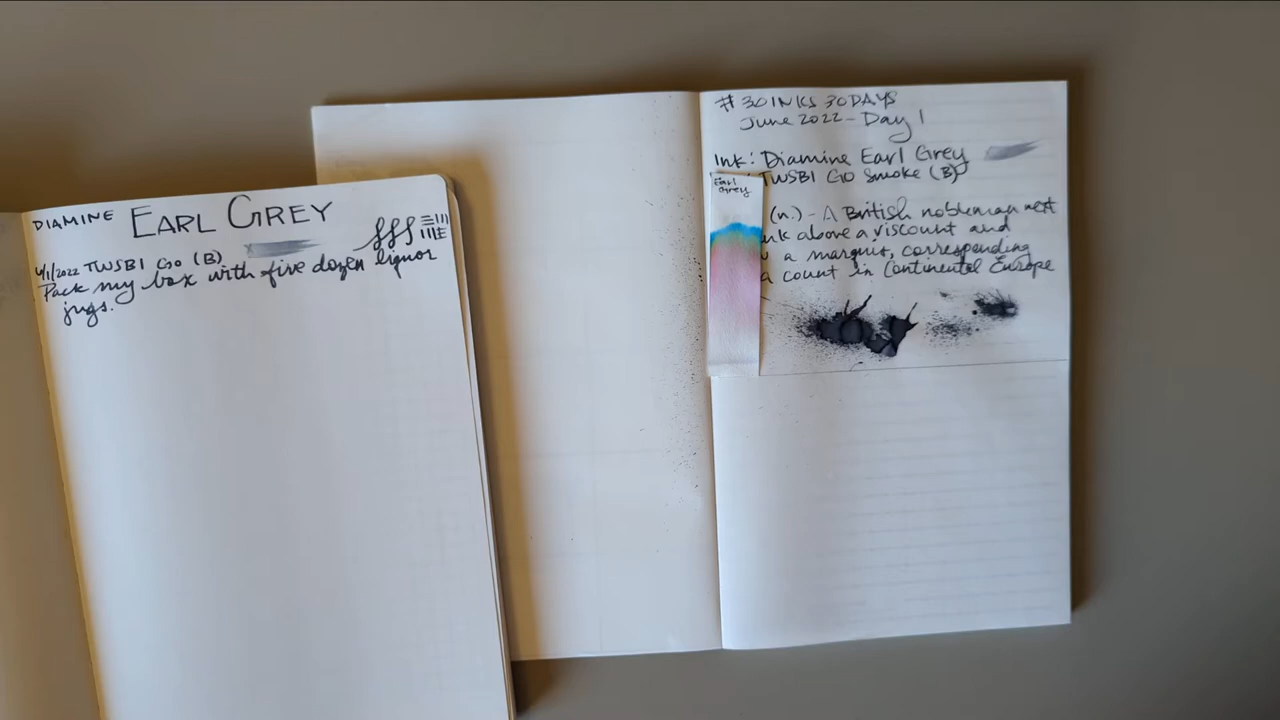 DIAMINE EARL GREY
6/1/2022 TWSBI GO (B)
Pack my box with five dozen liquor
jugs.
#30INKS30DAYS
June 2022 - Day 1
Ink: Diamine Earl Grey
TWSBI GO Smoke (B)
Earl
Grey
(n.) - A British nobleman next
above a viscount and
a marquis, corresponding
a count in Continental Europe